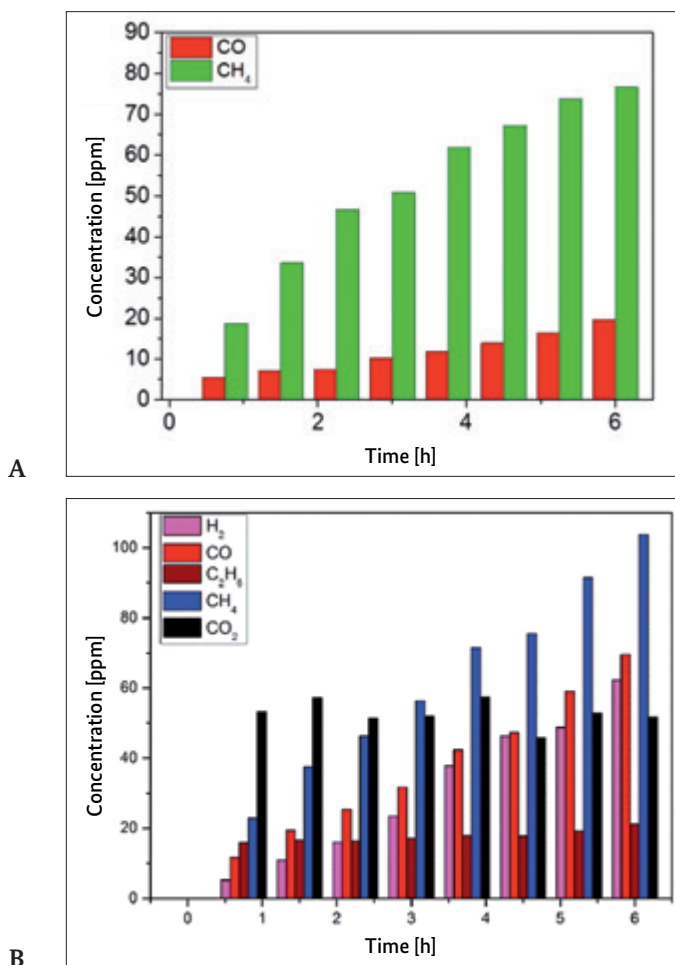 90
80
70
60
50
40
30
20
10
0
CO
CH₄
Concentration [ppm]
0 2 4 6
Time [h]
A
100
80
60
40
20
0
H₂
CO
C₂H₆
CH₄
CO₂
Concentration [ppm]
0 1 2 3 4 5 6
Time [h]
B